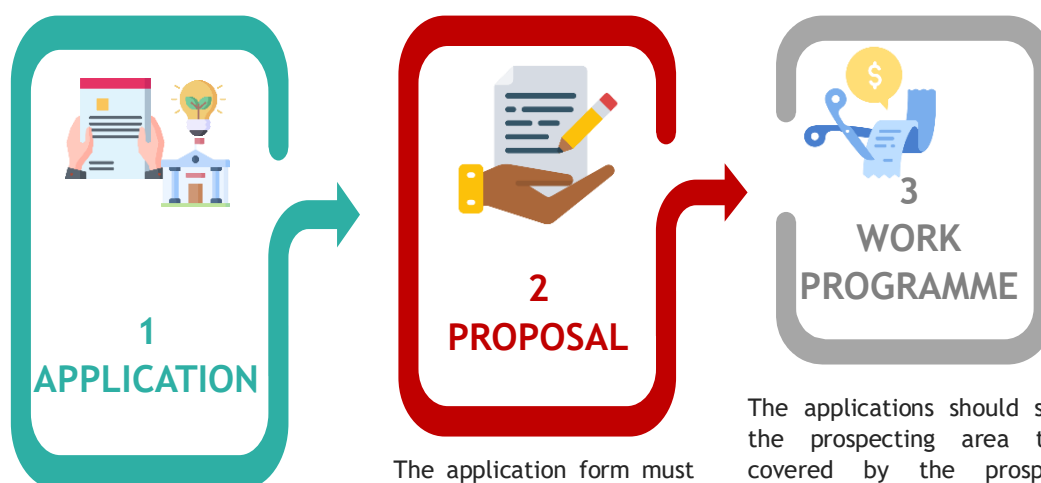 1
APPLICATION
2
PROPOSAL
The application form must
$
3
WORK
PROGRAMME
The applications should
the prospecting area
covered by the